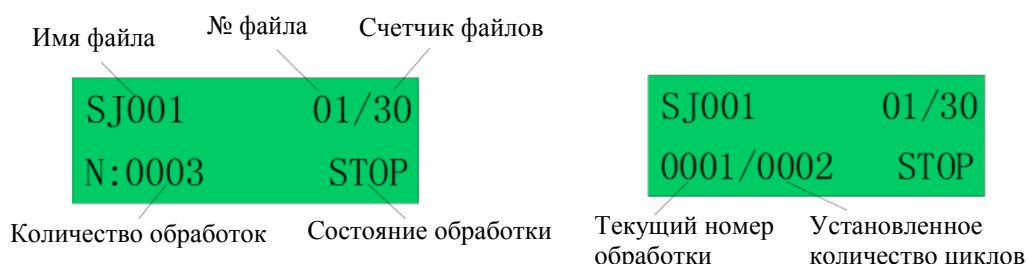 Имя файла № файла Счетчик файлов
SJ001 01/30
N:0003 STOP
Количество обработок Состояние обработки
SJ001 01/30
0001/0002 STOP
Текущий номер обработки
Установленное количество циклов